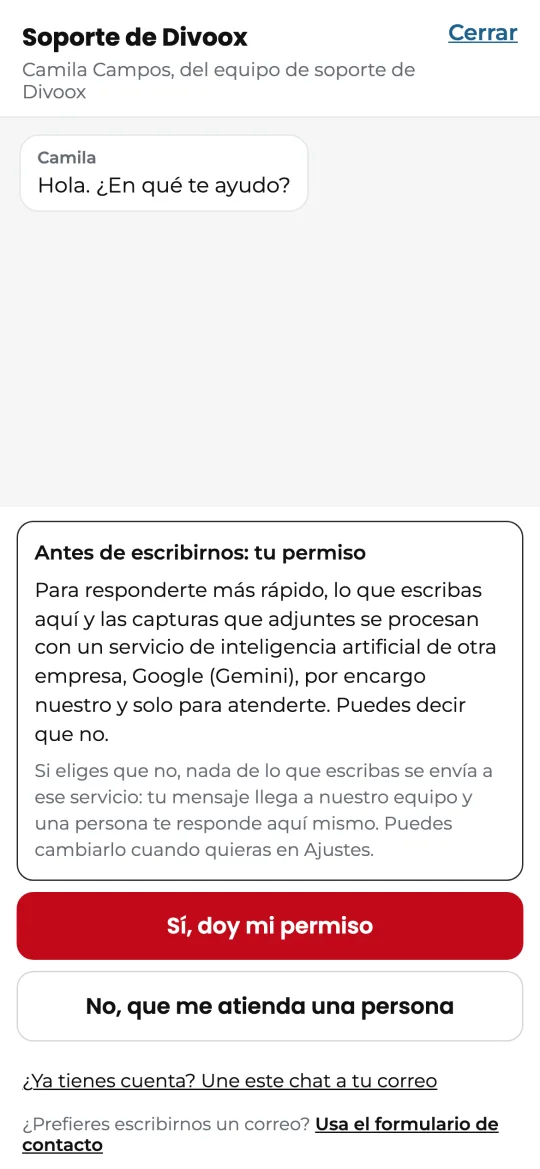 Soporte de Divoox
Cerrar
Camila Campos, del equipo de soporte de
Divoox
Camila
Hola. ¿En qué te ayudo?
Antes de escribirnos: tu permiso
Para responderte más rápido, lo que escribas
aquí y las capturas que adjuntes se procesan
con un servicio de inteligencia artificial de otra
empresa, Google (Gemini), por encargo
nuestro y solo para atenderte. Puedes decir
que no.
Si eliges que no, nada de lo que escribas se envía a
ese servicio: tu mensaje llega a nuestro equipo y
una persona te responde aquí mismo. Puedes
cambiarlo cuando quieras en Ajustes.
Sí, doy mi permiso
No, que me atienda una persona
¿Ya tienes cuenta? Une este chat a tu correo
¿Prefieres escribirnos un correo? Usa el formulario de
contacto